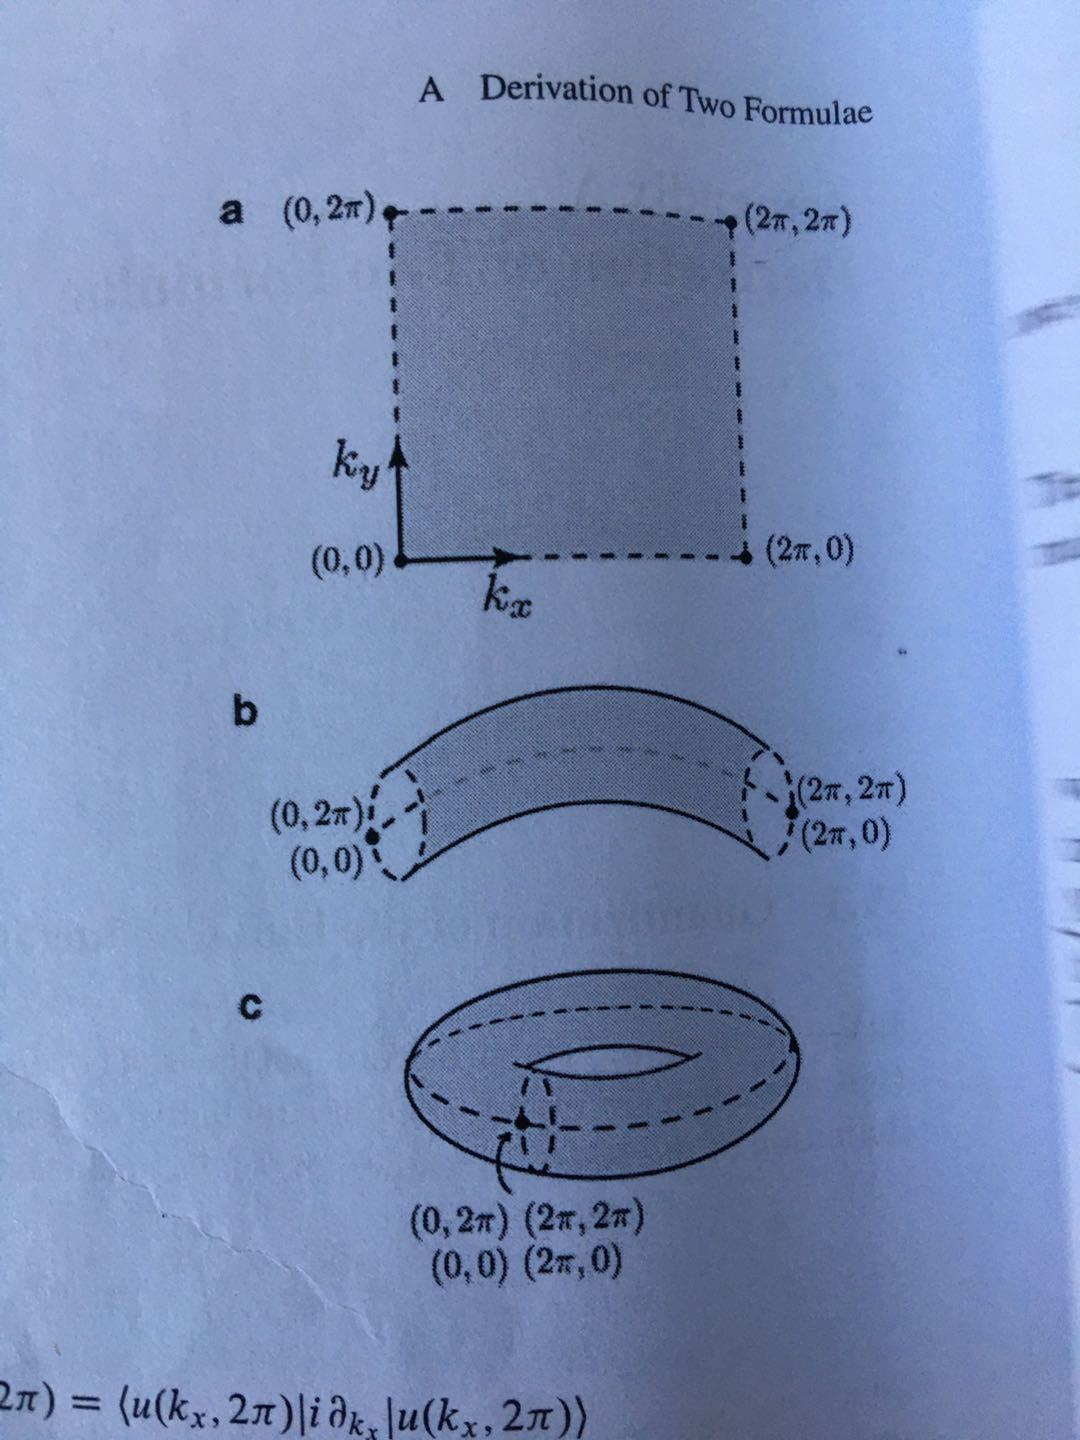 A Derivation of Two Formulae
a (0, 2π) (2π, 2π)
k_y
(0, 0) (2π, 0)
k_x
b
(0, 2π) (2π, 2π)
(0, 0) (2π, 0)
c
(0, 2π) (2π, 2π)
(0, 0) (2π, 0)
2π) = ⟨u(k_x, 2π)|i ∂_{k_x}|u(k_x, 2π)⟩